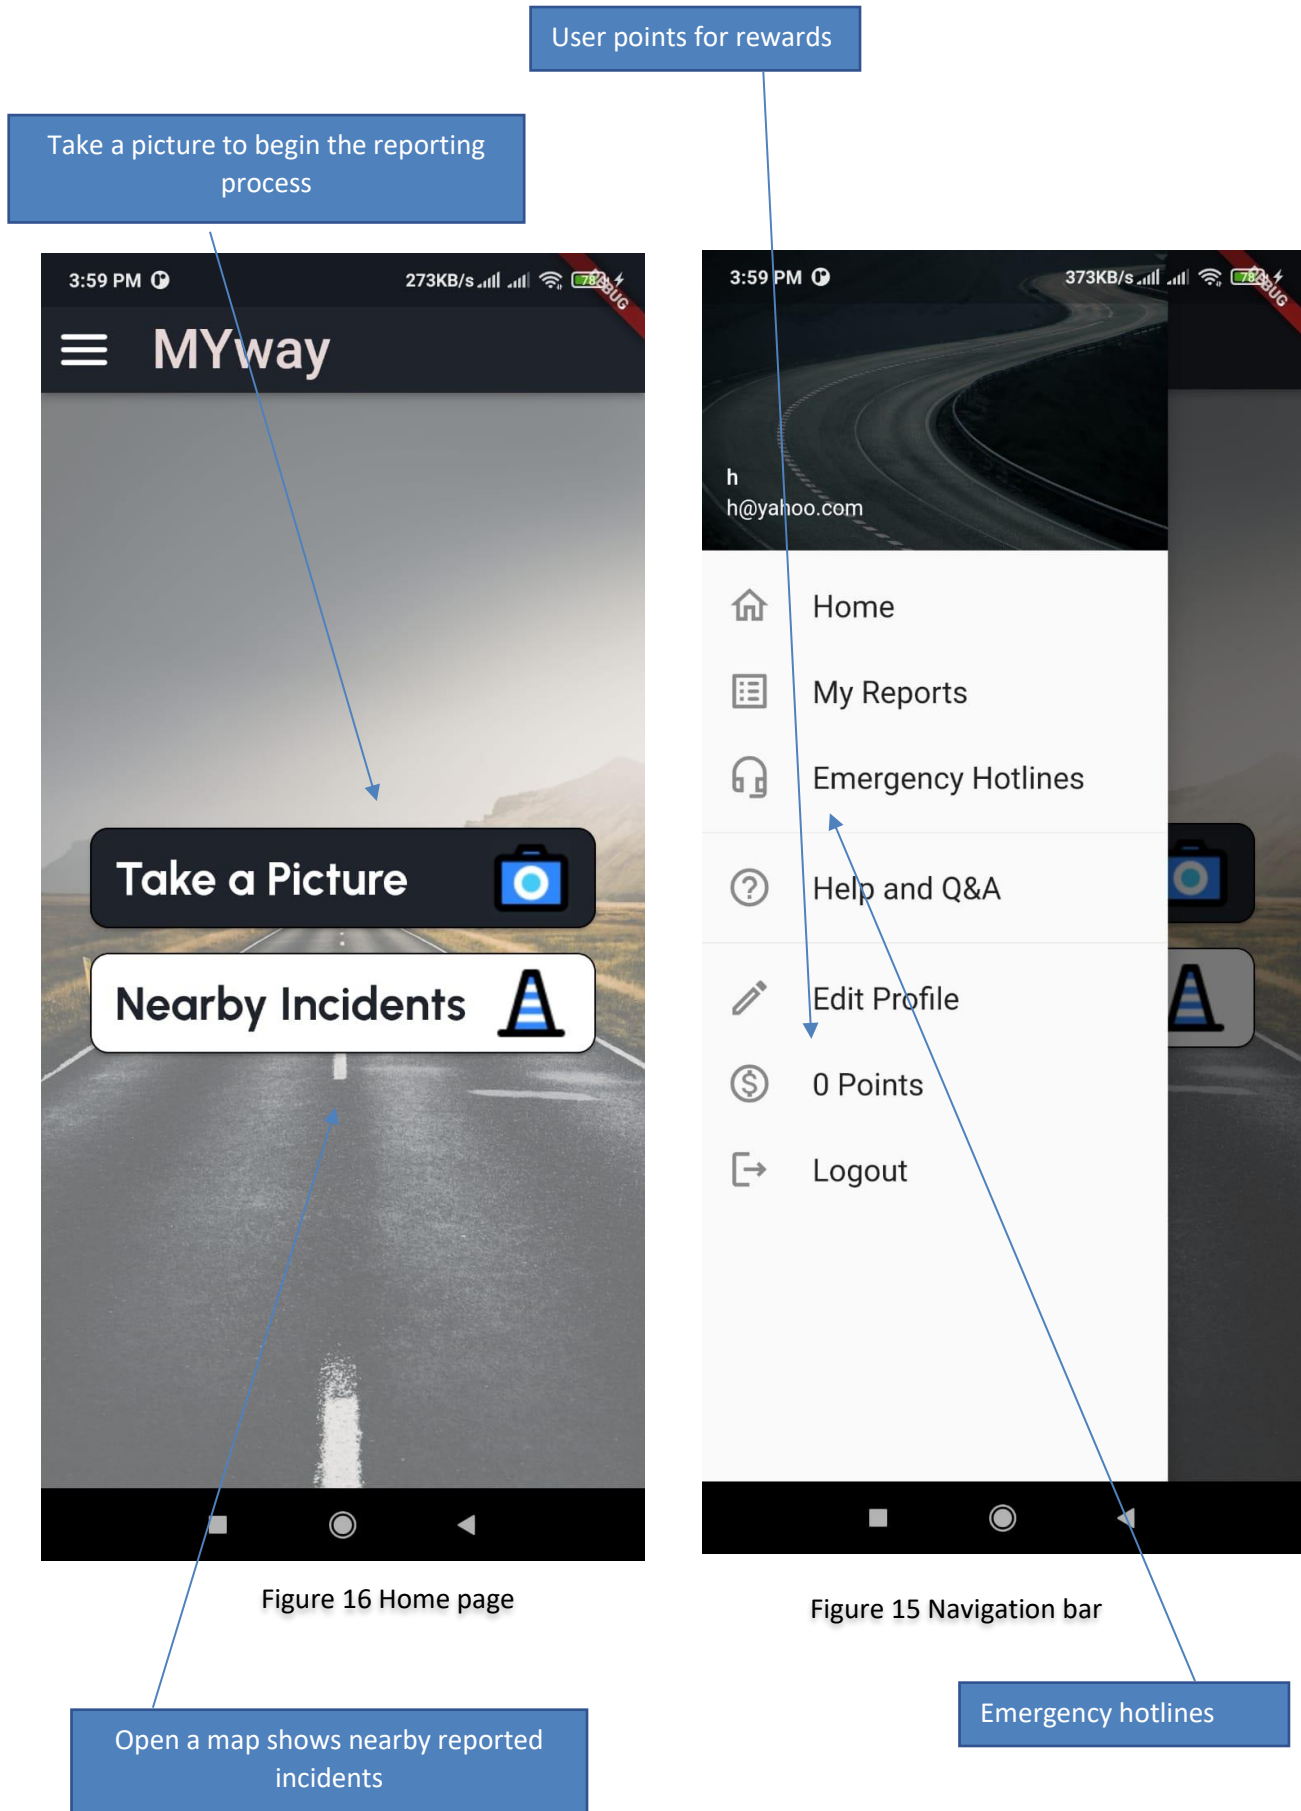 User points for rewards
Take a picture to begin the reporting
process
3:59 PM
273KB/s
78
MYway
Take a Picture
Nearby Incidents
3:59 PM
373KB/s
78
h
h@yahoo.com
Home
My Reports
Emergency Hotlines
Help and Q&A
Edit Profile
0 Points
Logout
Figure 16 Home page
Figure 15 Navigation bar
Open a map shows nearby reported
incidents
Emergency hotlines